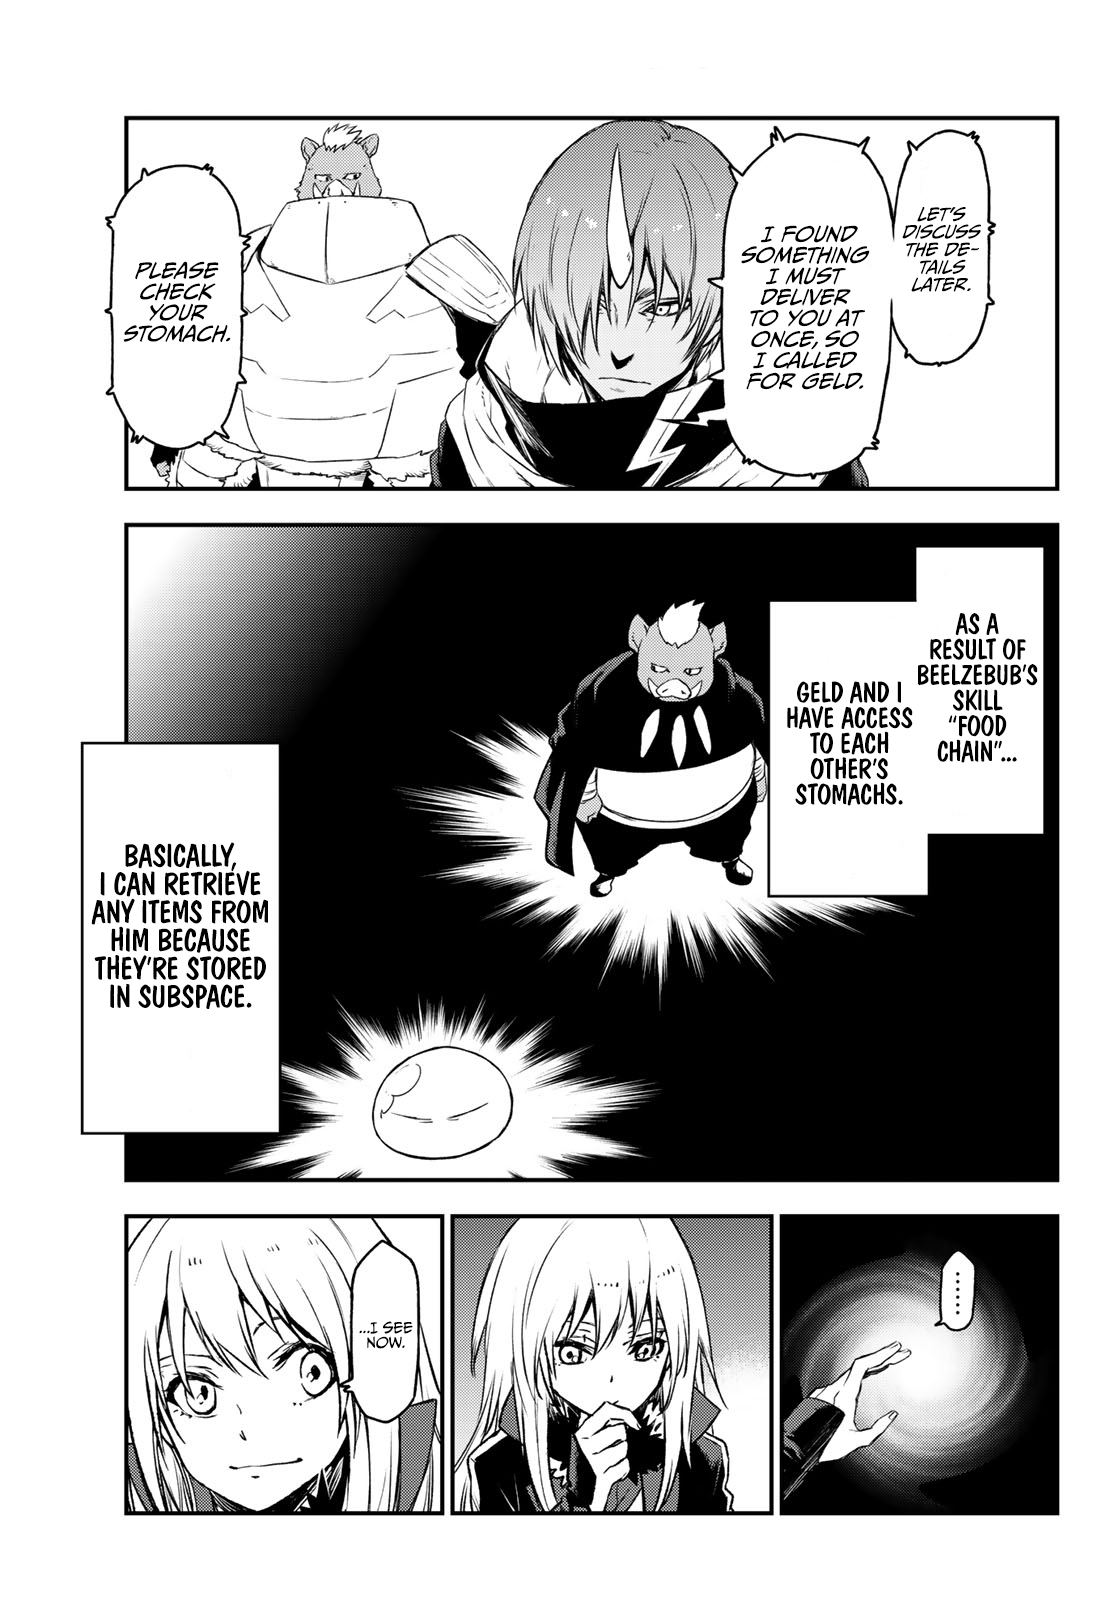 LET'S
DISCUSS
THE DE-
TAILS
LATER.
I FOUND
SOMETHING
I MUST
DELIVER
TO YOU AT
ONCE, SO
I CALLED
FOR GELD.
PLEASE
CHECK
YOUR
STOMACH.
AS A
RESULT OF
BEELZEBUB'S
SKILL
"FOOD
CHAIN"...
GELD AND I
HAVE ACCESS
TO EACH
OTHER'S
STOMACHS.
BASICALLY,
I CAN RETRIEVE
ANY ITEMS FROM
HIM BECAUSE
THEY'RE STORED
IN SUBSPACE.
......
...I SEE
NOW.